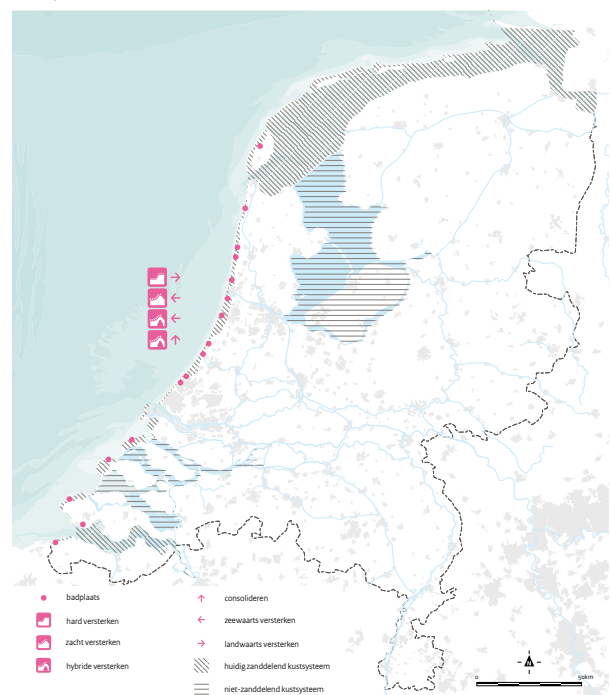 badplaats
hard versterken
zacht versterken
hybride versterken
consolideren
zeewaarts versterken
landwaarts versterken
huidig zanddelend kustsysteem
niet-zanddelend kustsysteem
N
0 50km